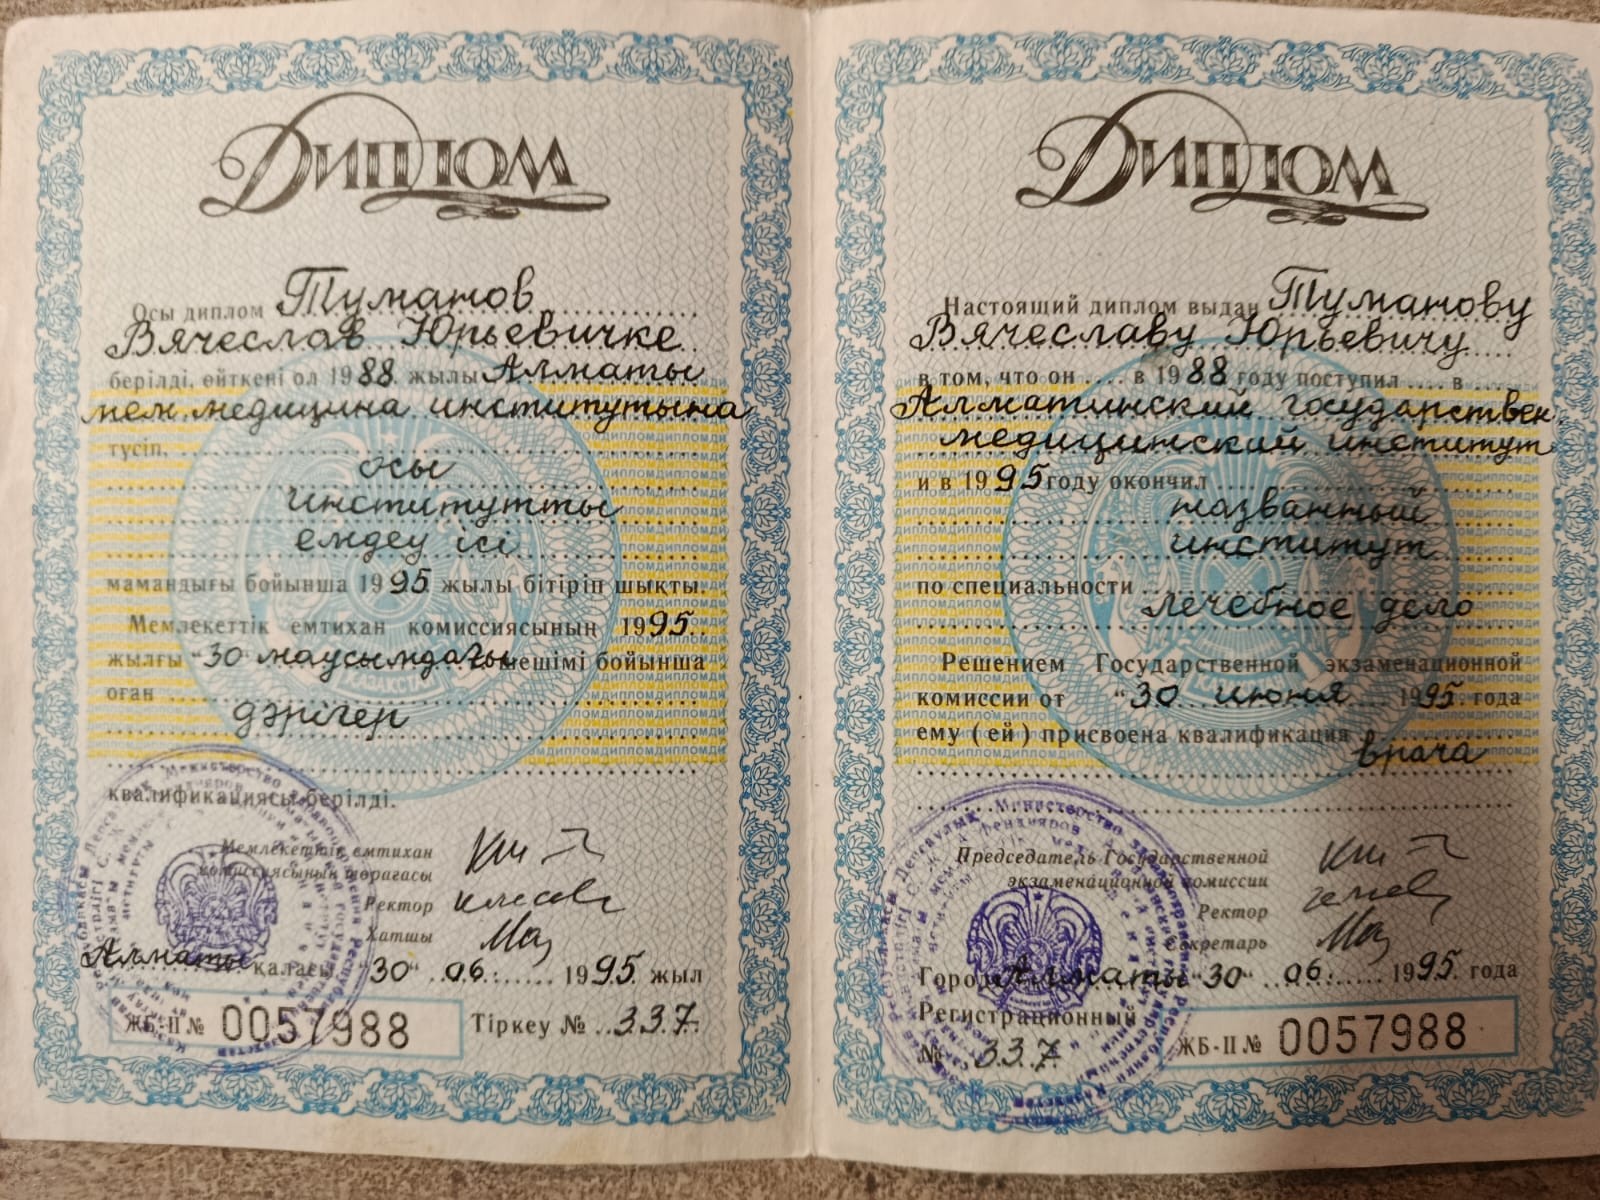 Диплом
Осы диплом Туманов
Вячеслав Юрьевичке
берілді, өйткені ол 1988 жылы Алматы
мем. медицина институтына
түсіп,
осы
институтты
емдеу ісі
мамандығы бойынша 1995 жылы бітіріп шықты.
Мемлекеттік емтихан комиссиясының 1995
жылғы "30" маусымдағы шешімі бойынша
оған
дәрігер
квалификациясы берілді.
Мемлекеттік емтихан
комиссиясының төрағасы
Ректор
Хатшы
Алматы қаласы "30" 06 1995 жыл
ЖБ-II № 0057988 Тіркеу № 337
Диплом
Настоящий диплом выдан Туманову
Вячеславу Юрьевичу
в том, что он .... в 1988 году поступил .... в
Алматинский государствен.
медицинский институт
и в 1995 году окончил
названный
институт
по специальности
лечебное дело
Решением Государственной экзаменационной
комиссии от "30 июня 1995 года
ему (ей) присвоена квалификация
врача
Председатель Государственной
экзаменационной комиссии
Ректор
Секретарь
Город Алматы "30" 06 1995 года
Регистрационный
№ 337 ЖБ-II № 0057988